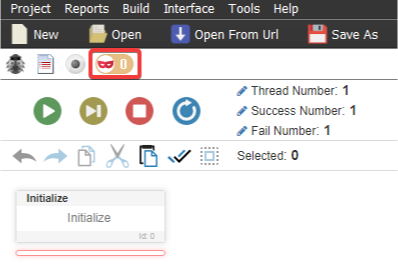 Project Reports Build Interface Tools Help
New Open Open From Url Save As
0
Thread Number: 1
Success Number: 1
Fail Number: 1
Selected: 0
Initialize
Initialize
Id: 0